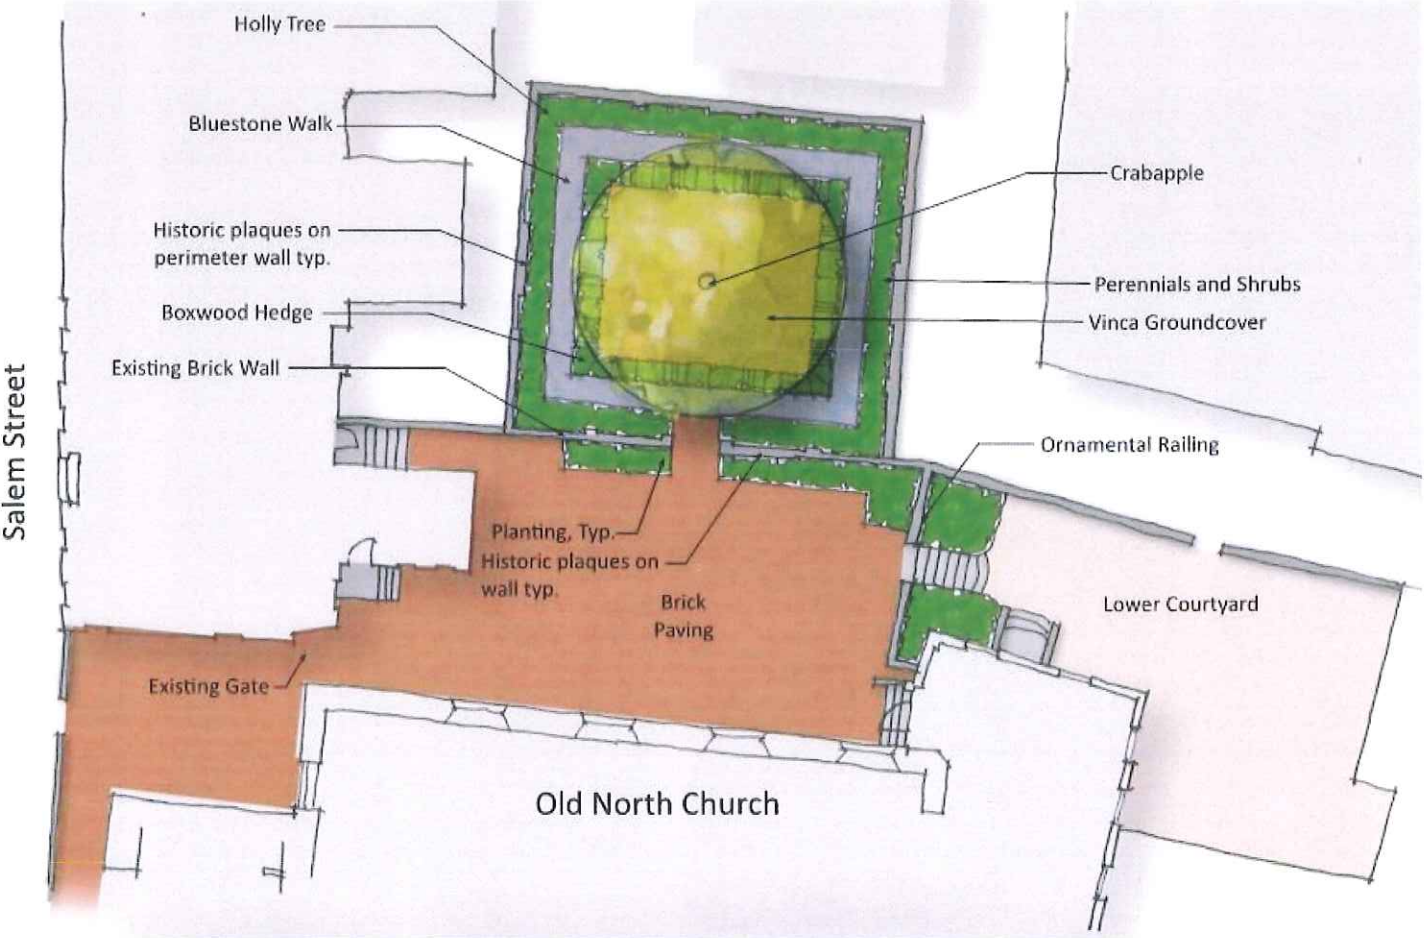 Holly Tree
Bluestone Walk
Crabapple
Historic plaques on
perimeter wall typ.
Perennials and Shrubs
Boxwood Hedge
Vinca Groundcover
Existing Brick Wall
Salem Street
Ornamental Railing
Planting, Typ.
Historic plaques on
wall typ.
Brick
Paving
Lower Courtyard
Existing Gate
Old North Church